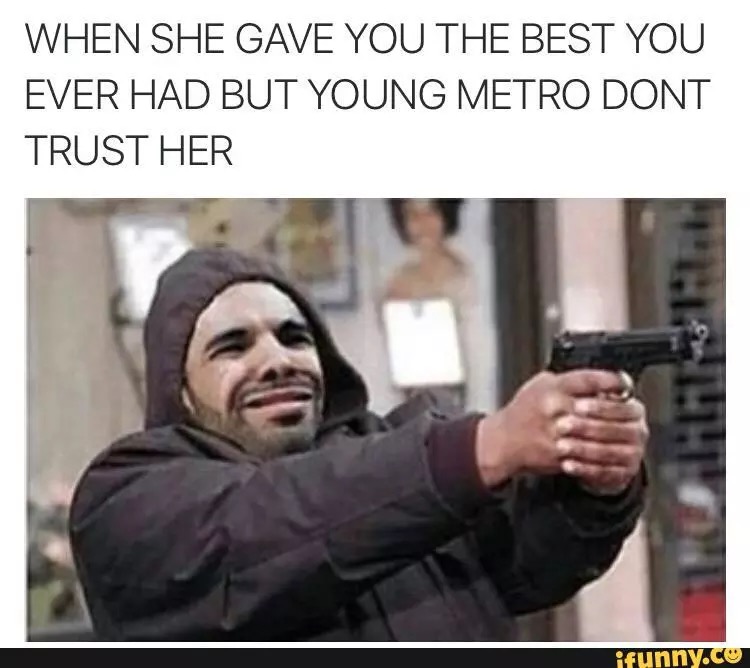 WHEN SHE GAVE YOU THE BEST YOU
EVER HAD BUT YOUNG METRO DONT
TRUST HER
ifunny.co